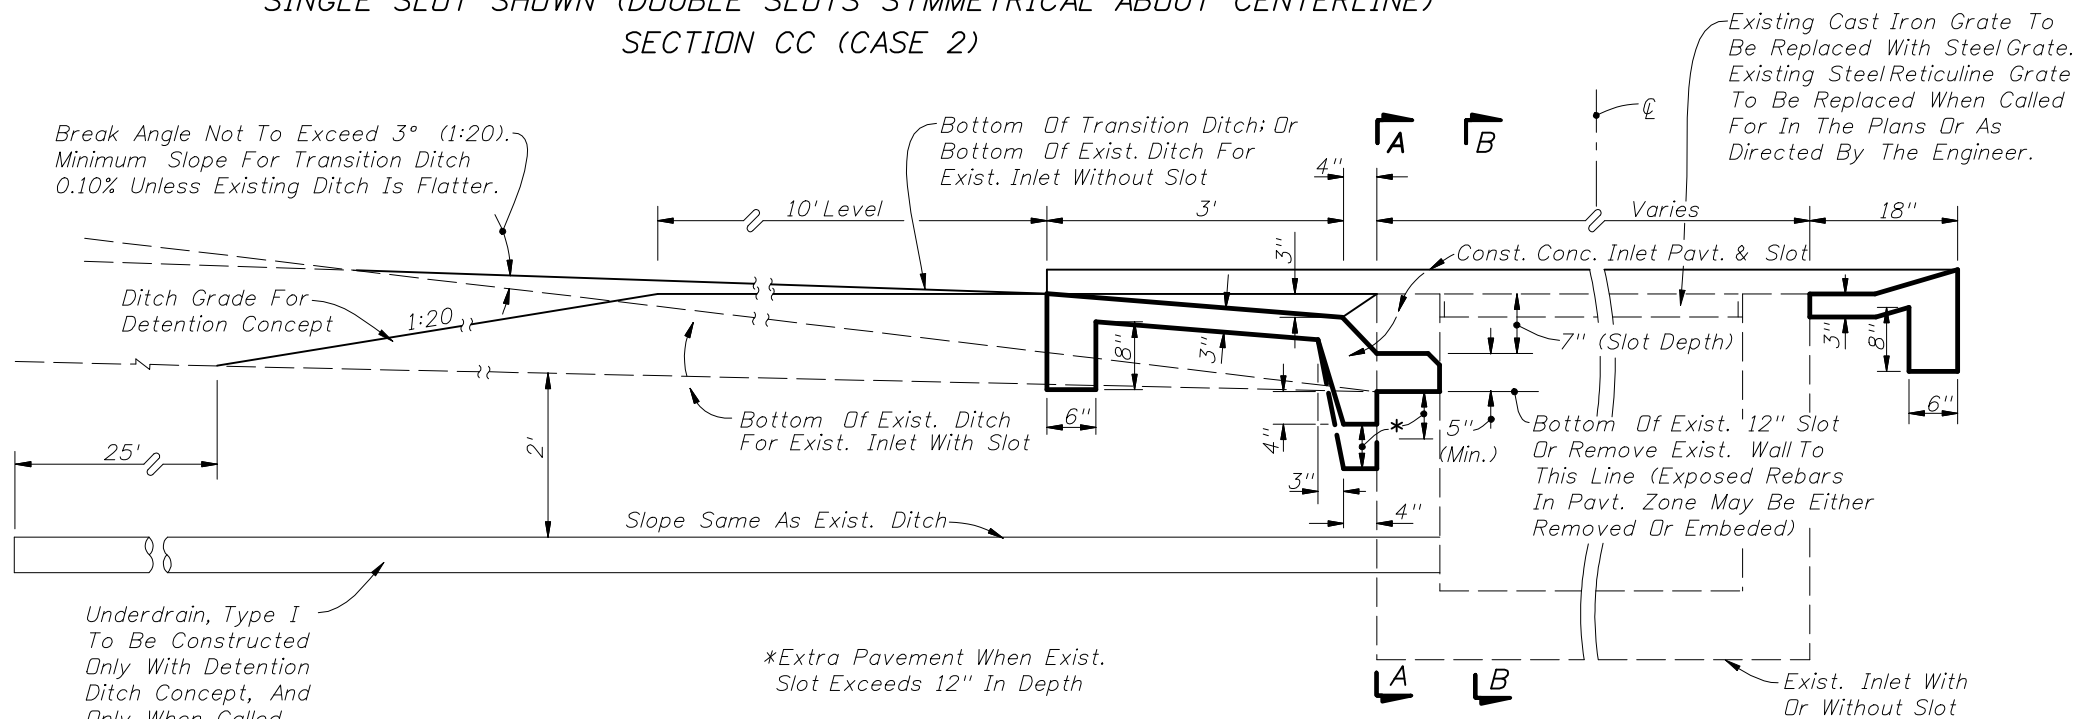 SINGLE SLOT SHOWN (DOUBLE SLOTS SYMMETRICAL ABOUT CENTERLINE)
SECTION CC (CASE 2)
Existing Cast Iron Grate To
Be Replaced With Steel Grate.
Existing Steel Reticuline Grate
To Be Replaced When Called
For In The Plans Or As
Directed By The Engineer.
Break Angle Not To Exceed 3° (1:20).
Minimum Slope For Transition Ditch
0.10% Unless Existing Ditch Is Flatter.
Bottom Of Transition Ditch; Or
Bottom Of Exist. Ditch For
Exist. Inlet Without Slot
A
B
℄
4"
10' Level
3'
Varies
18"
3"
Const. Conc. Inlet Pavt. & Slot
Ditch Grade For
Detention Concept
1:20
8"
3"
7" (Slot Depth)
3"
8"
6"
6"
Bottom Of Exist. Ditch
For Exist. Inlet With Slot
25'
2'
4"
*
5"
(Min.)
Bottom Of Exist. 12" Slot
Or Remove Exist. Wall To
This Line (Exposed Rebars
In Pavt. Zone May Be Either
Removed Or Embeded)
3"
4"
Slope Same As Exist. Ditch
Underdrain, Type I
To Be Constructed
Only With Detention
Ditch Concept, And
Only When Called
*Extra Pavement When Exist.
Slot Exceeds 12" In Depth
A
B
Exist. Inlet With
Or Without Slot